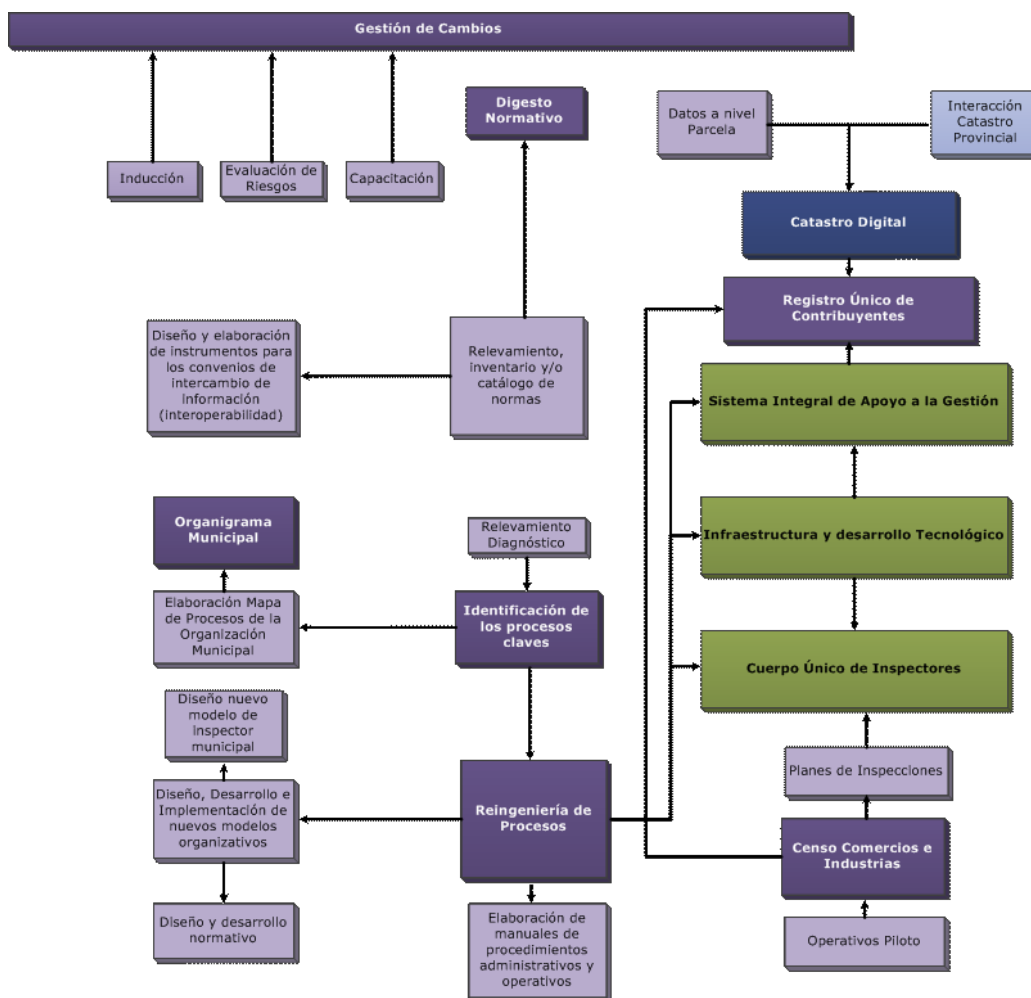 Gestión de Cambios
Inducción
Evaluación de
Riesgos
Capacitación
Digesto
Normativo
Datos a nivel
Parcela
Interacción
Catastro
Provincial
Catastro Digital
Registro Único de
Contribuyentes
Diseño y elaboración
de instrumentos para
los convenios de
intercambio de
información
(interoperabilidad)
Relevamiento,
inventario y/o
catálogo de
normas
Sistema Integral de Apoyo a la Gestión
Organigrama
Municipal
Relevamiento
Diagnóstico
Infraestructura y desarrollo Tecnológico
Elaboración Mapa
de Procesos de la
Organización
Municipal
Identificación de
los procesos
claves
Cuerpo Único de Inspectores
Diseño nuevo
modelo de
inspector
municipal
Planes de Inspecciones
Diseño, Desarrollo e
Implementación de
nuevos modelos
organizativos
Reingeniería de
Procesos
Censo Comercios e
Industrias
Diseño y desarrollo
normativo
Elaboración de
manuales de
procedimientos
administrativos y
operativos
Operativos Piloto